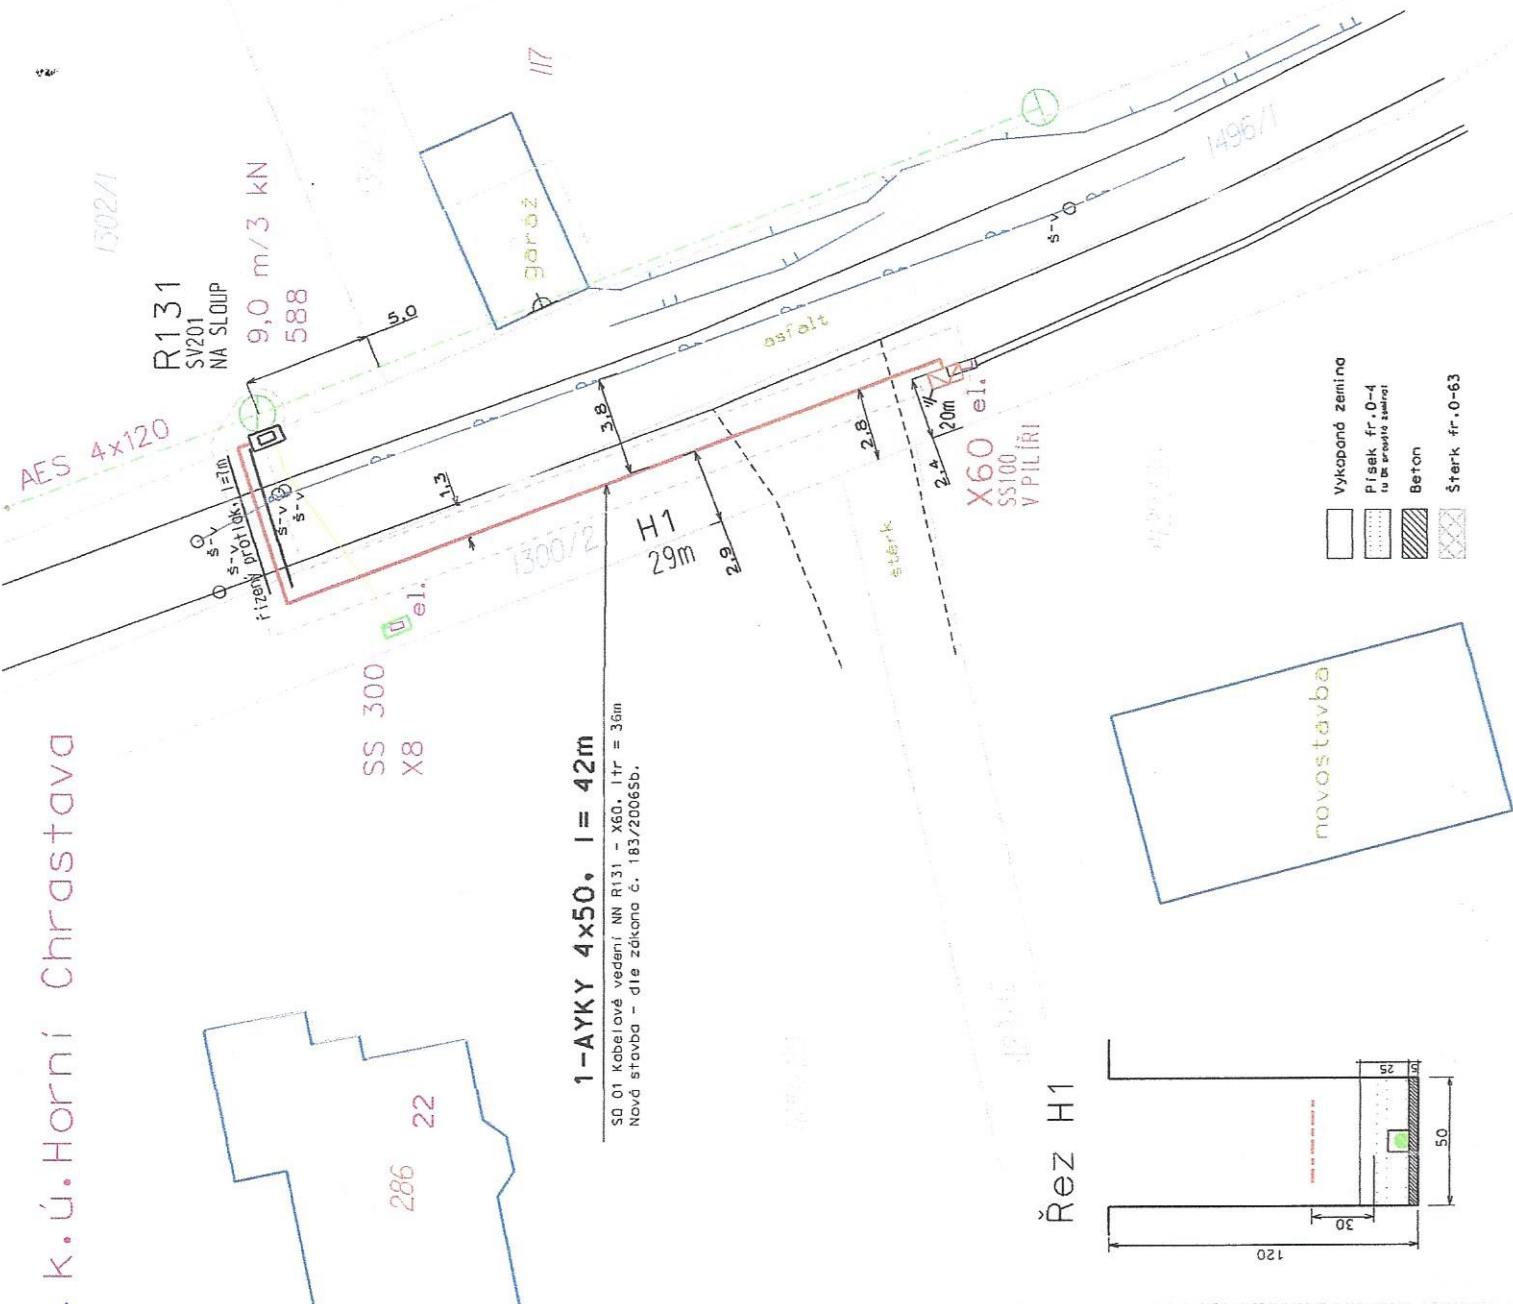 k.ú.Horní Chrastava
1302/1
R131
SV201
NA SLOUP
9,0 m/3 kN
588
AES 4x120
5,0
117
garaž
1496/1
š-v
asfalt
š-v
š-v
řízený protlak, l=7m
š-v
š-v
1,3
3,8
1300/2
H1
29m
2,9
2,8
2,4
20m
el.
X60
SS100
V PILÍŘI
štěrk
SS 300
X8
el.
1-AYKY 4x50, l= 42m
SO 01 Kabelové vedení NN R131 - X60, ltr = 36m
Nová stavba - dle zákona č. 183/2006Sb.
22
286
novostavba
Vykopaná zemina
Písek fr.0-4
Beton
Šterk fr.0-63
Řez H1
120
30
25
5
50